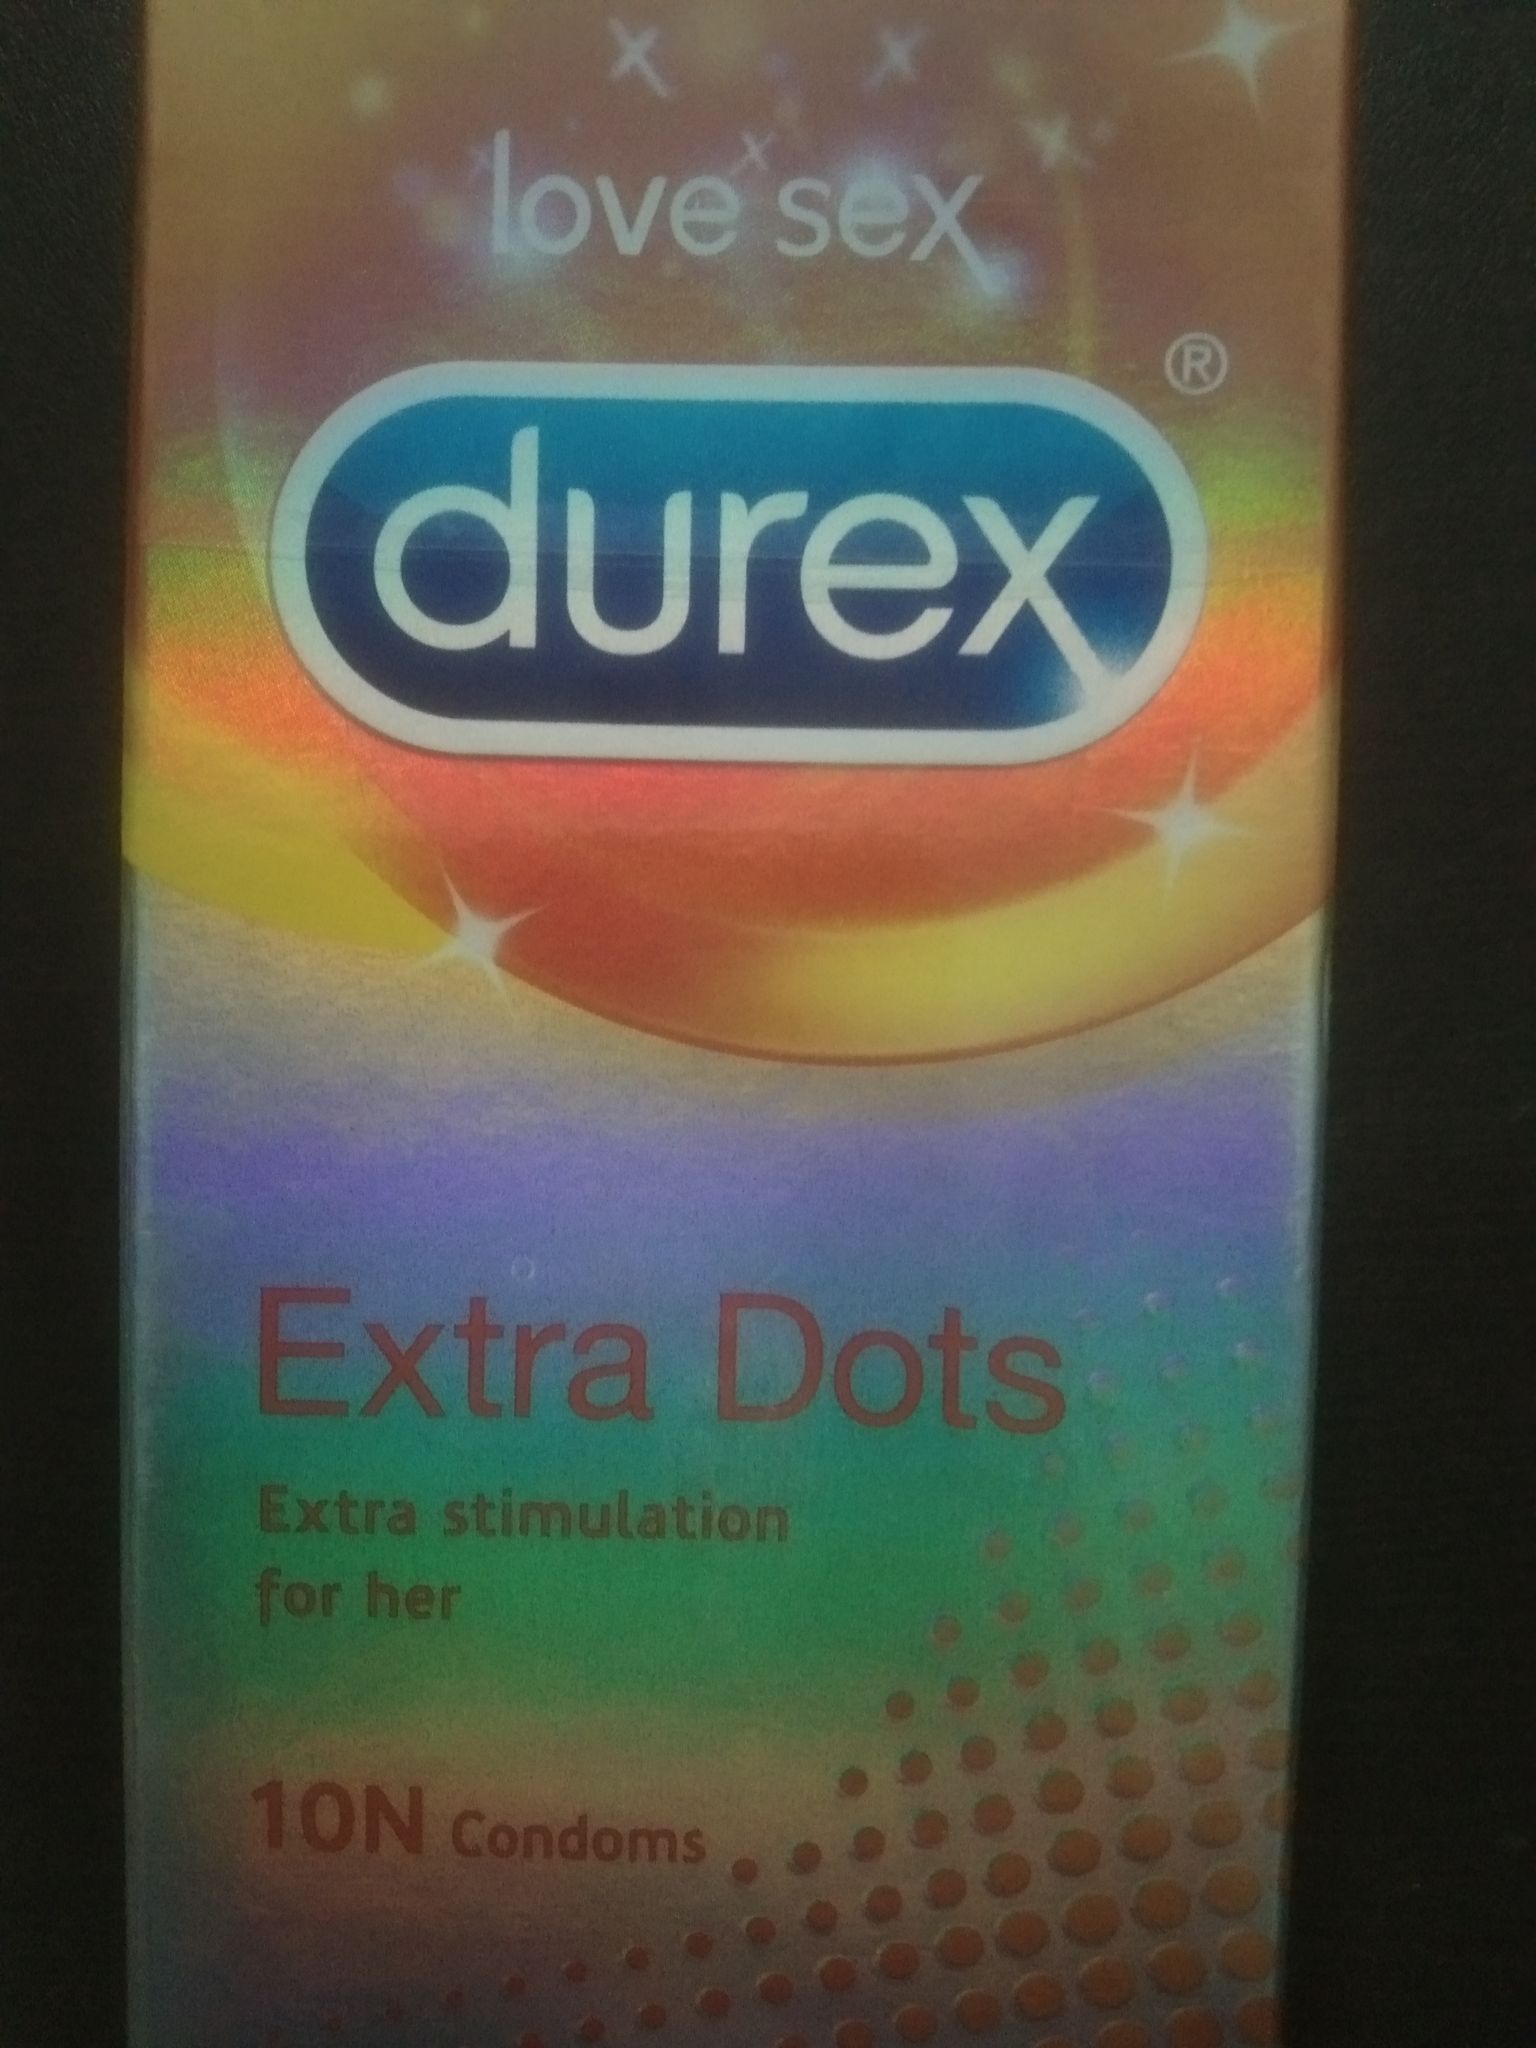 love sex
durex ®
Extra Dots
Extra stimulation
for her
10N Condoms